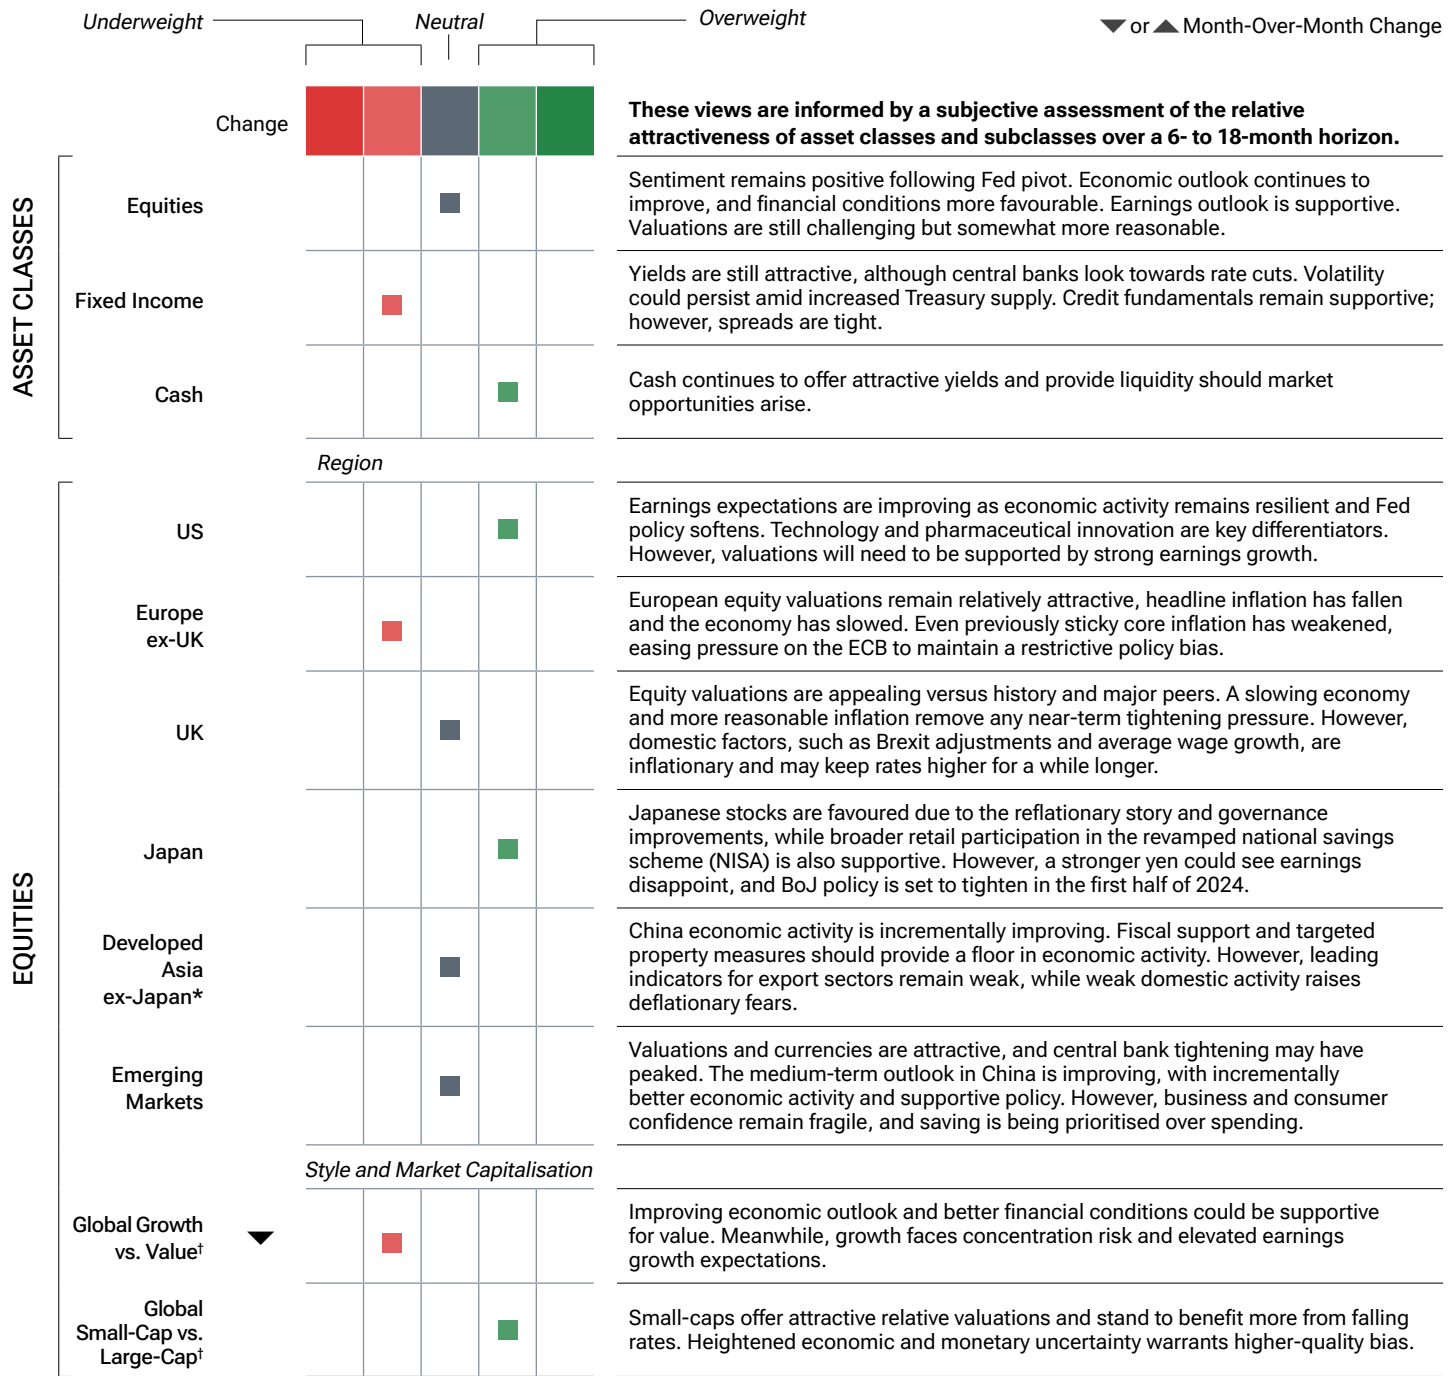 Underweight
Neutral
Overweight
▼ or ▲ Month-Over-Month Change
Change
These views are informed by a subjective assessment of the relative
attractiveness of asset classes and subclasses over a 6- to 18-month horizon.
ASSET CLASSES
Equities
Sentiment remains positive following Fed pivot. Economic outlook continues to
improve, and financial conditions more favourable. Earnings outlook is supportive.
Valuations are still challenging but somewhat more reasonable.
Fixed Income
Yields are still attractive, although central banks look towards rate cuts. Volatility
could persist amid increased Treasury supply. Credit fundamentals remain supportive;
however, spreads are tight.
Cash
Cash continues to offer attractive yields and provide liquidity should market
opportunities arise.
EQUITIES
Region
US
Earnings expectations are improving as economic activity remains resilient and Fed
policy softens. Technology and pharmaceutical innovation are key differentiators.
However, valuations will need to be supported by strong earnings growth.
Europe
ex-UK
European equity valuations remain relatively attractive, headline inflation has fallen
and the economy has slowed. Even previously sticky core inflation has weakened,
easing pressure on the ECB to maintain a restrictive policy bias.
UK
Equity valuations are appealing versus history and major peers. A slowing economy
and more reasonable inflation remove any near-term tightening pressure. However,
domestic factors, such as Brexit adjustments and average wage growth, are
inflationary and may keep rates higher for a while longer.
Japan
Japanese stocks are favoured due to the reflationary story and governance
improvements, while broader retail participation in the revamped national savings
scheme (NISA) is also supportive. However, a stronger yen could see earnings
disappoint, and BoJ policy is set to tighten in the first half of 2024.
Developed
Asia
ex-Japan*
China economic activity is incrementally improving. Fiscal support and targeted
property measures should provide a floor in economic activity. However, leading
indicators for export sectors remain weak, while weak domestic activity raises
deflationary fears.
Emerging
Markets
Valuations and currencies are attractive, and central bank tightening may have
peaked. The medium-term outlook in China is improving, with incrementally
better economic activity and supportive policy. However, business and consumer
confidence remain fragile, and saving is being prioritised over spending.
Style and Market Capitalisation
Global Growth
vs. Value†
Improving economic outlook and better financial conditions could be supportive
for value. Meanwhile, growth faces concentration risk and elevated earnings
growth expectations.
Global
Small-Cap vs.
Large-Cap†
Small-caps offer attractive relative valuations and stand to benefit more from falling
rates. Heightened economic and monetary uncertainty warrants higher-quality bias.